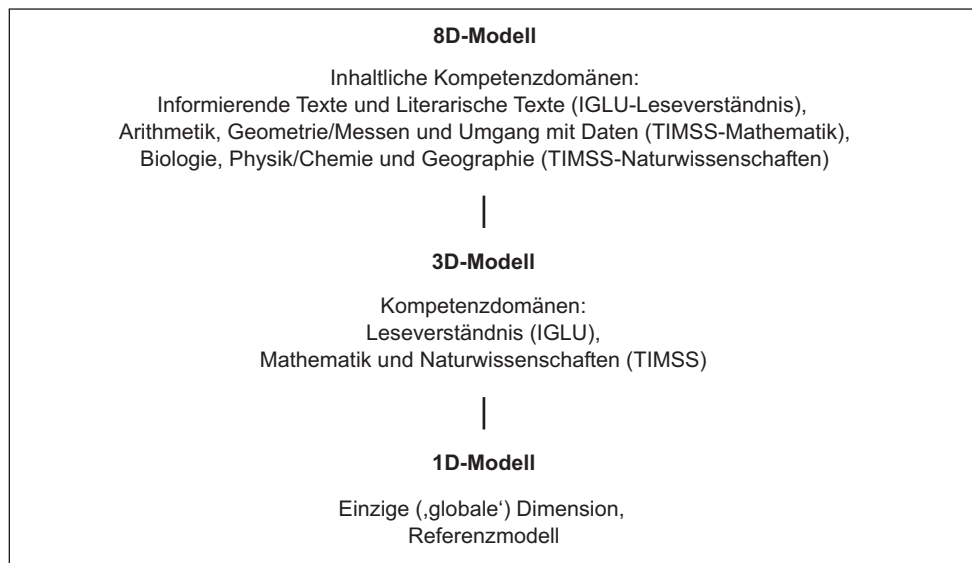 8D-Modell
Inhaltliche Kompetenzdomänen:
Informierende Texte und Literarische Texte (IGLU-Leseverständnis),
Arithmetik, Geometrie/Messen und Umgang mit Daten (TIMSS-Mathematik),
Biologie, Physik/Chemie und Geographie (TIMSS-Naturwissenschaften)
3D-Modell
Kompetenzdomänen:
Leseverständnis (IGLU),
Mathematik und Naturwissenschaften (TIMSS)
1D-Modell
Einzige (‚globale‘) Dimension,
Referenzmodell